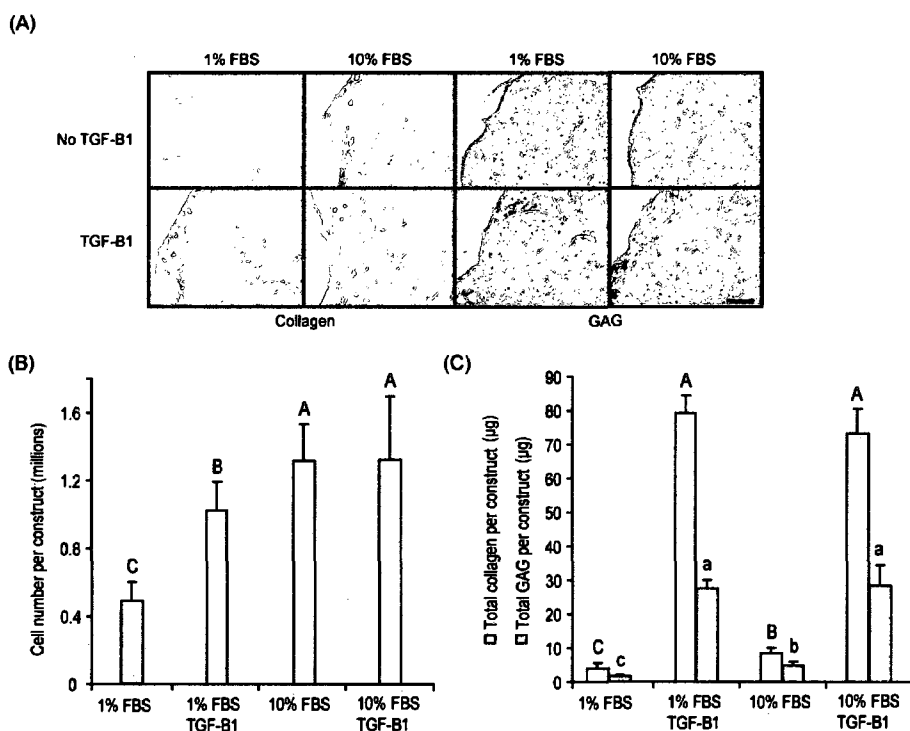 (A)
1% FBS 10% FBS 1% FBS 10% FBS
No TGF-B1
TGF-B1
Collagen GAG
(B)
Cell number per construct (millions)
1.6
1.2
0.8
0.4
0
C
B
A
A
1% FBS
1% FBS TGF-B1
10% FBS
10% FBS TGF-B1
(C)
Total collagen per construct (µg)
Total GAG per construct (µg)
90
80
70
60
50
40
30
20
10
0
C c
A a
B b
A a
1% FBS
1% FBS TGF-B1
10% FBS
10% FBS TGF-B1